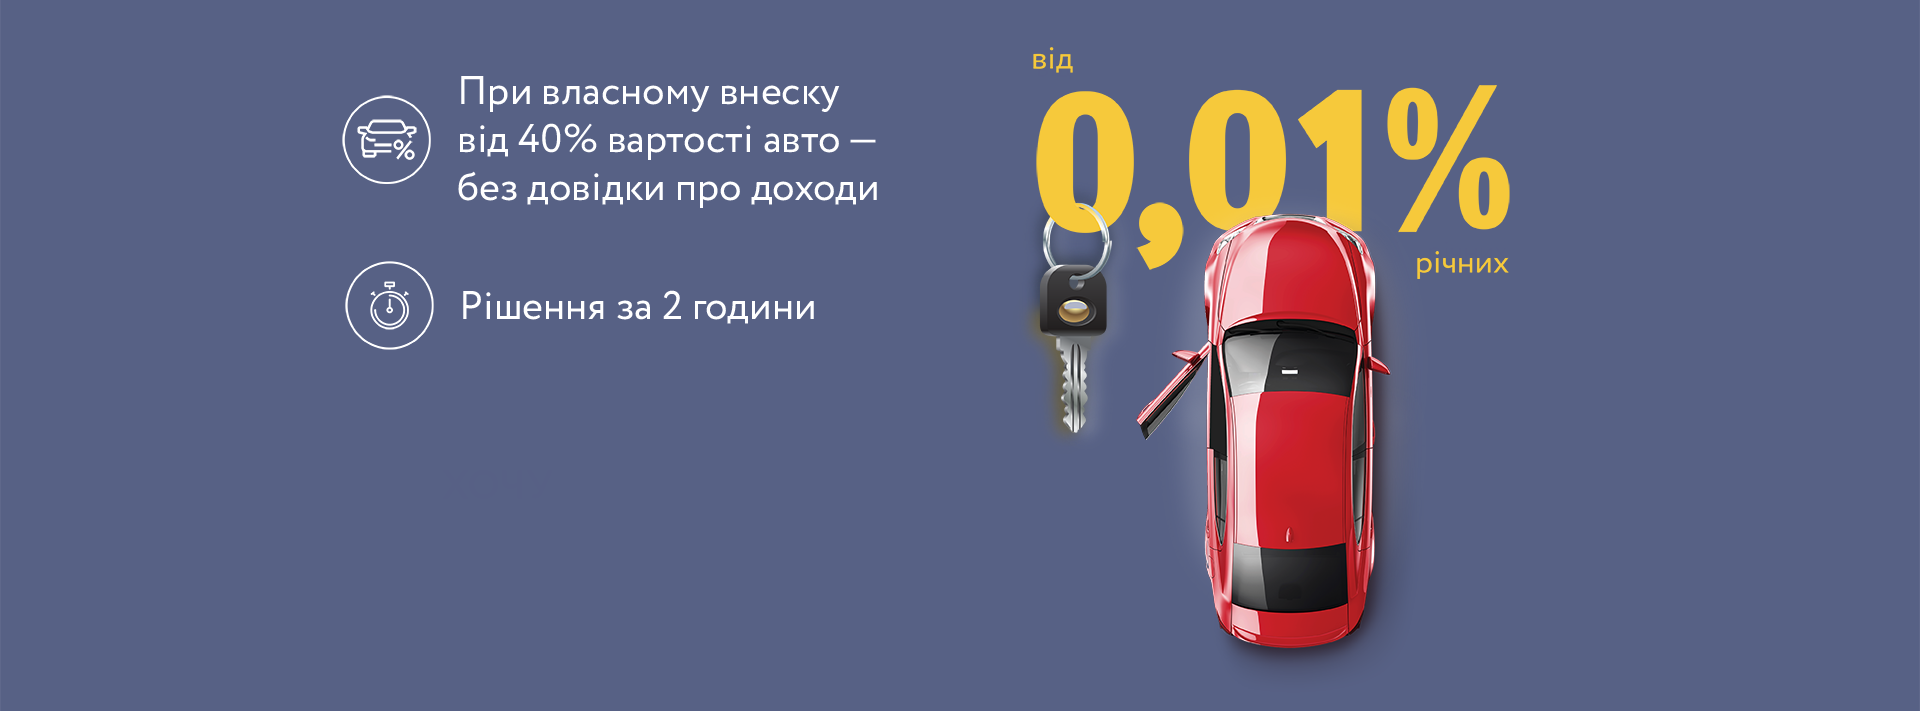 При власному внеску
від 40% вартості авто —
без довідки про доходи
Рішення за 2 години
від
0,01%
річних